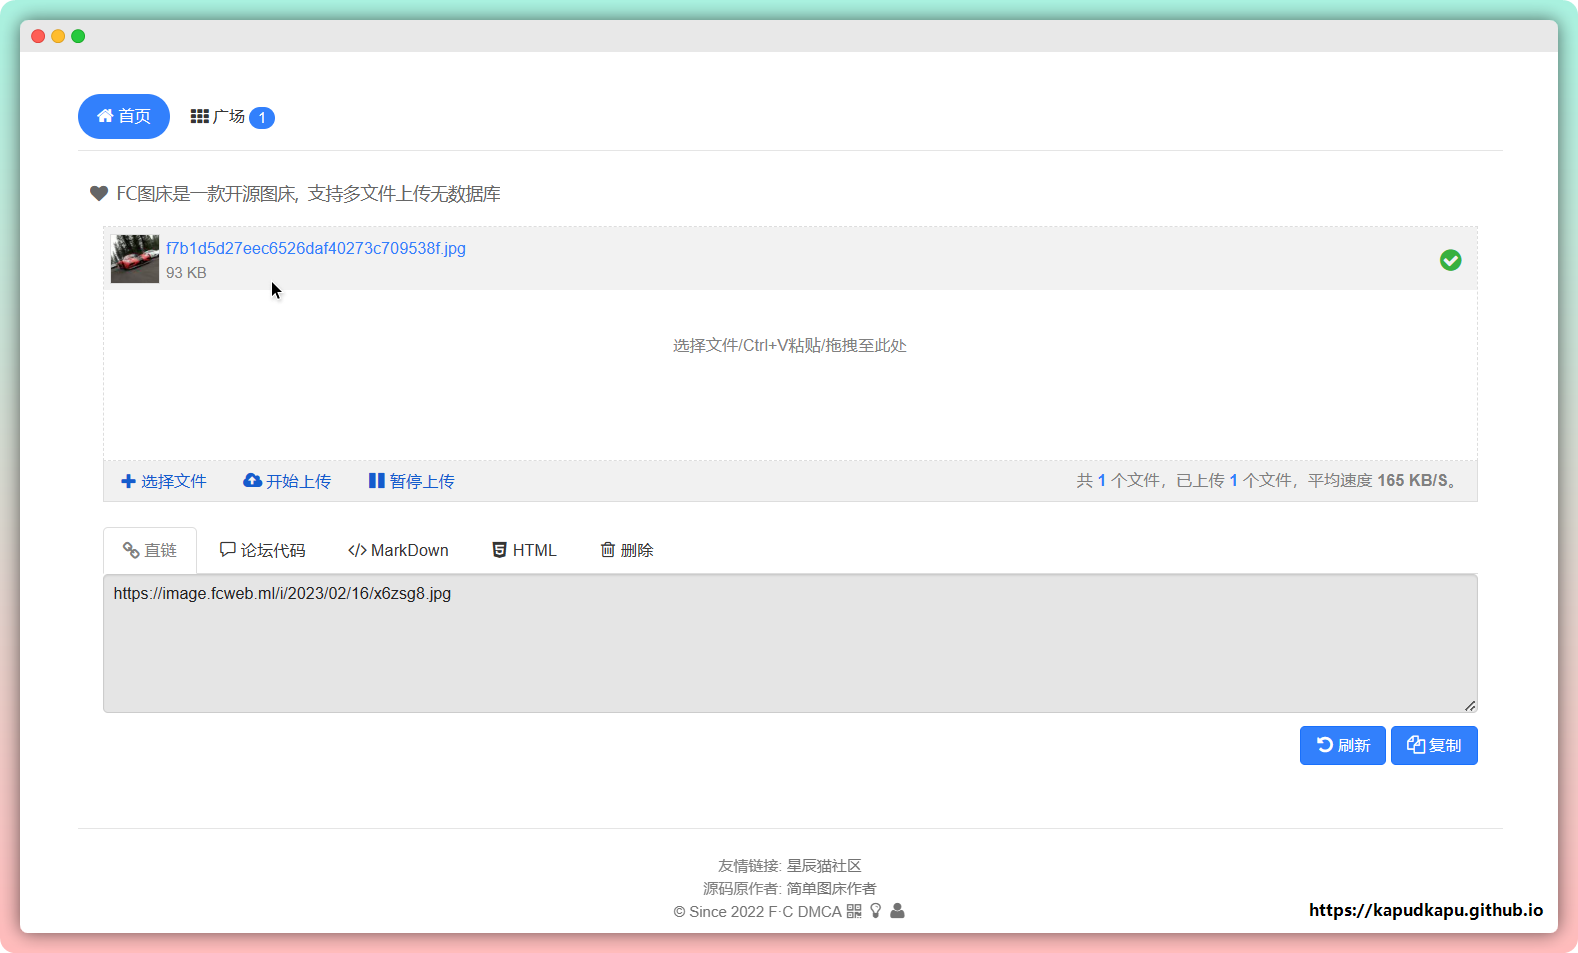 首页
广场 1
FC图床是一款开源图床, 支持多文件上传无数据库
f7b1d5d27eec6526daf40273c709538f.jpg
93 KB
选择文件/Ctrl+V粘贴/拖拽至此处
选择文件 开始上传 暂停上传 共 1 个文件，已上传 1 个文件，平均速度 165 KB/S。
直链 论坛代码 </> MarkDown HTML 删除
https://image.fcweb.ml/i/2023/02/16/x6zsg8.jpg
刷新 复制
友情链接: 星辰猫社区
源码原作者: 简单图床作者
© Since 2022 F·C DMCA
https://kapudkapu.github.io